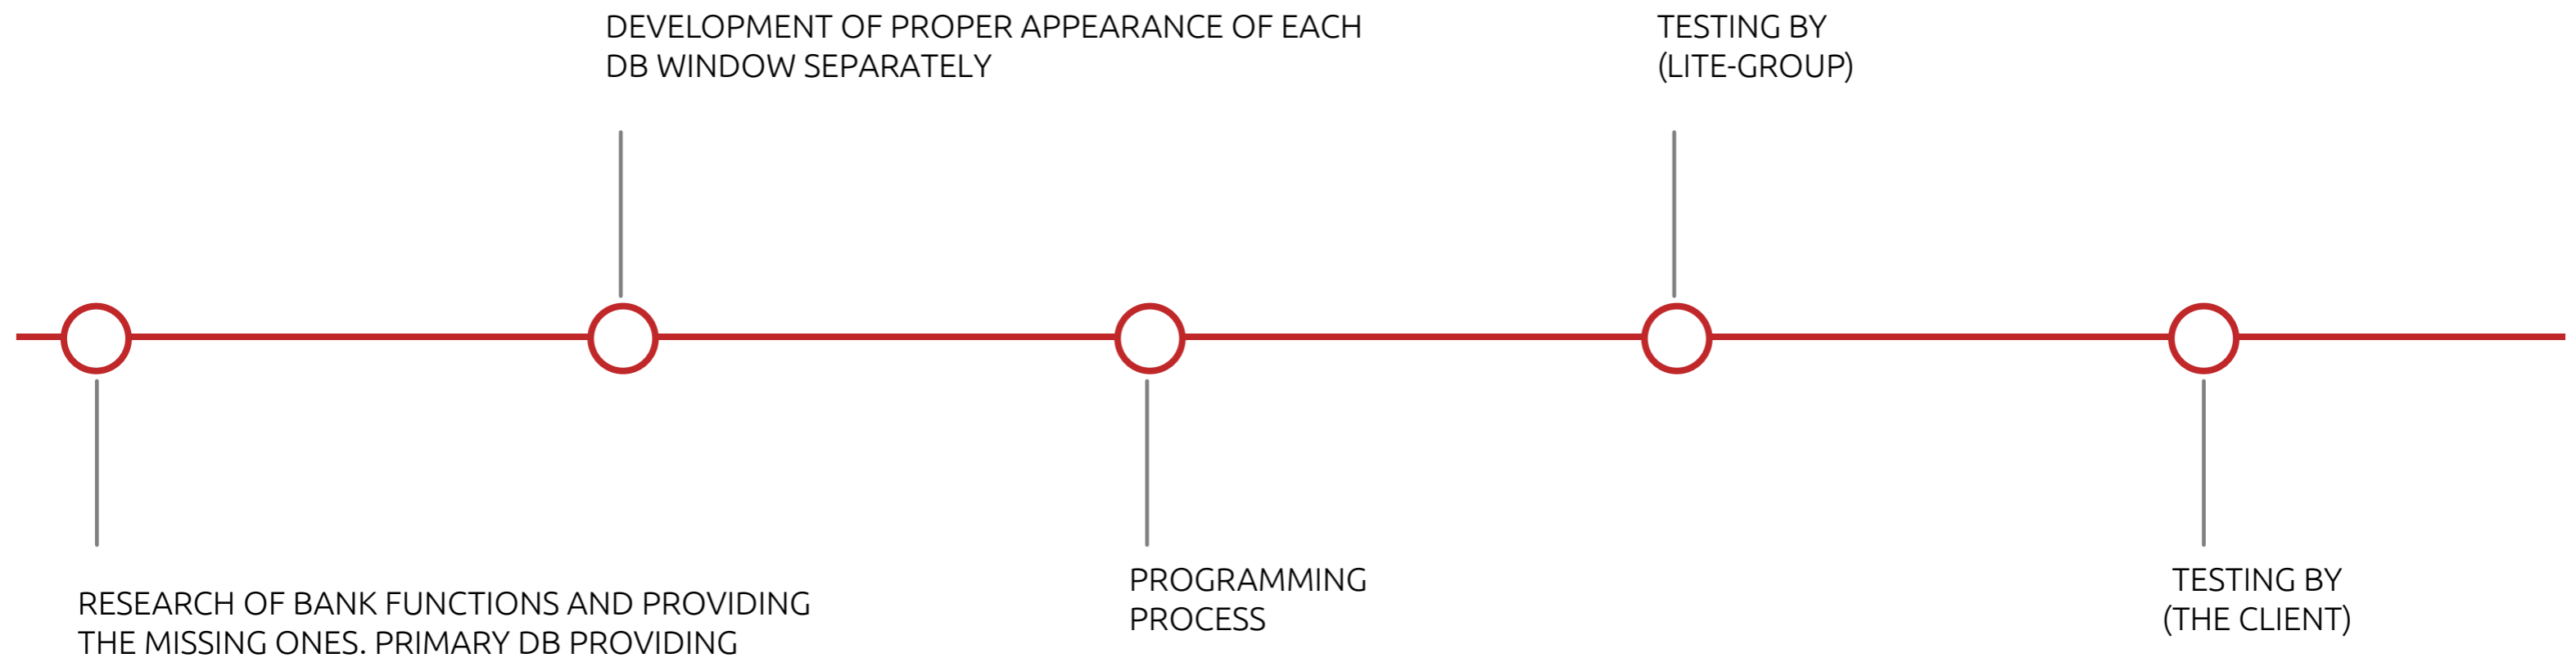 DEVELOPMENT OF PROPER APPEARANCE OF EACH
DB WINDOW SEPARATELY
TESTING BY
(LITE-GROUP)
RESEARCH OF BANK FUNCTIONS AND PROVIDING
THE MISSING ONES. PRIMARY DB PROVIDING
PROGRAMMING
PROCESS
TESTING BY
(THE CLIENT)